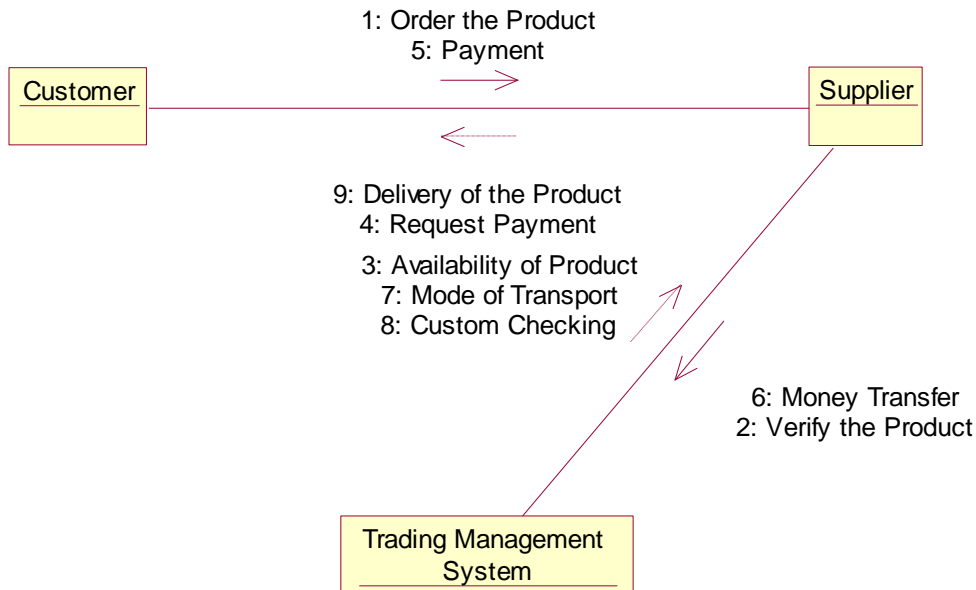 1: Order the Product
5: Payment
Customer
Supplier
9: Delivery of the Product
4: Request Payment
3: Availability of Product
7: Mode of Transport
8: Custom Checking
6: Money Transfer
2: Verify the Product
Trading Management
System